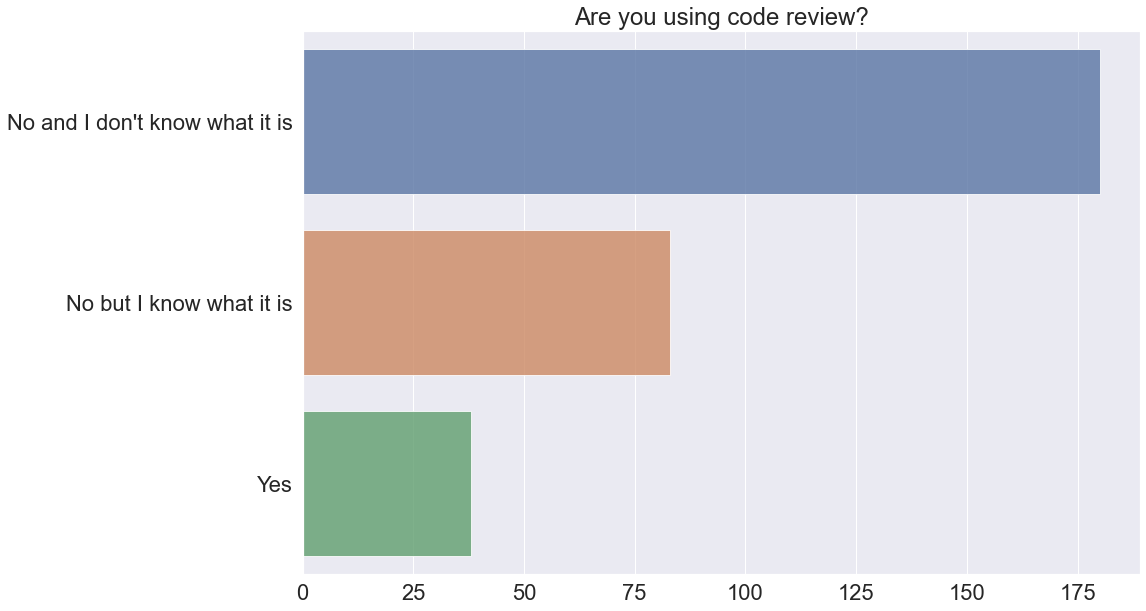 Are you using code review?
No and I don't know what it is
No but I know what it is
Yes
0 25 50 75 100 125 150 175